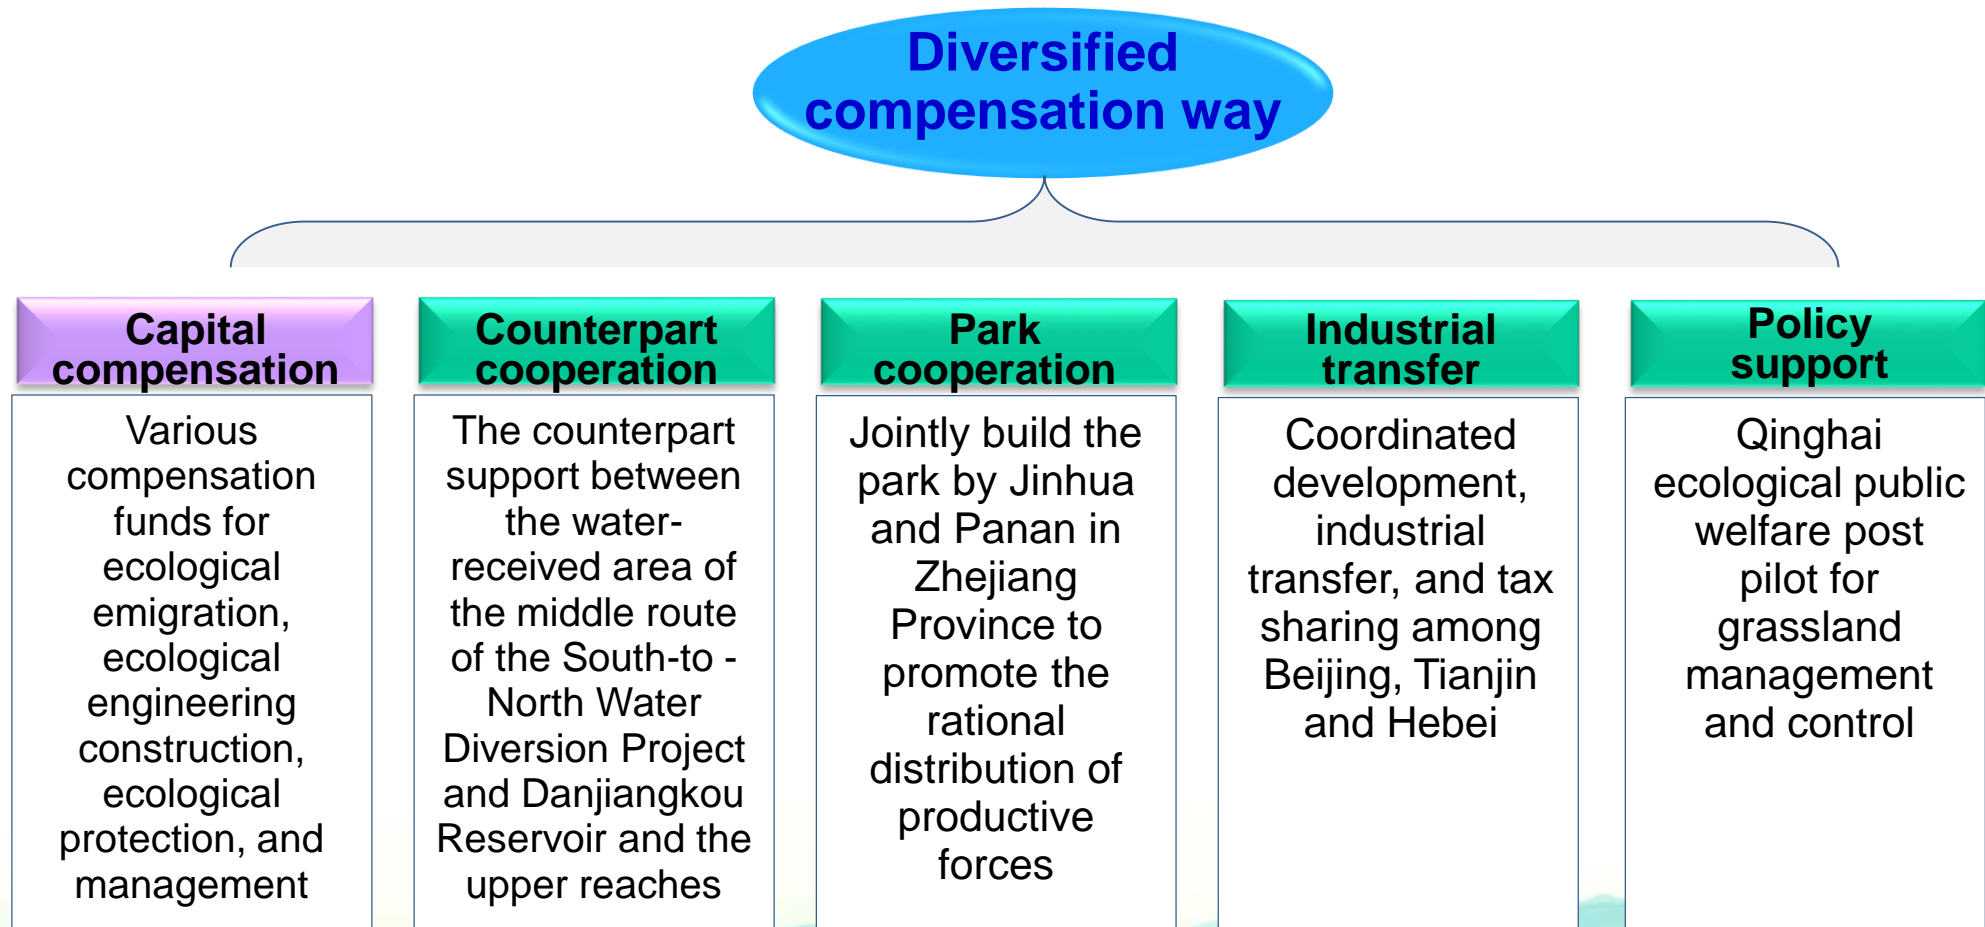 Diversified
compensation way
Capital
compensation
Various
compensation
funds for
ecological
emigration,
ecological
engineering
construction,
ecological
protection, and
management
Counterpart
cooperation
The counterpart
support between
the water-
received area of
the middle route
of the South-to -
North Water
Diversion Project
and Danjiangkou
Reservoir and the
upper reaches
Park
cooperation
Jointly build the
park by Jinhua
and Panan in
Zhejiang
Province to
promote the
rational
distribution of
productive
forces
Industrial
transfer
Coordinated
development,
industrial
transfer, and tax
sharing among
Beijing, Tianjin
and Hebei
Policy
support
Qinghai
ecological public
welfare post
pilot for
grassland
management
and control